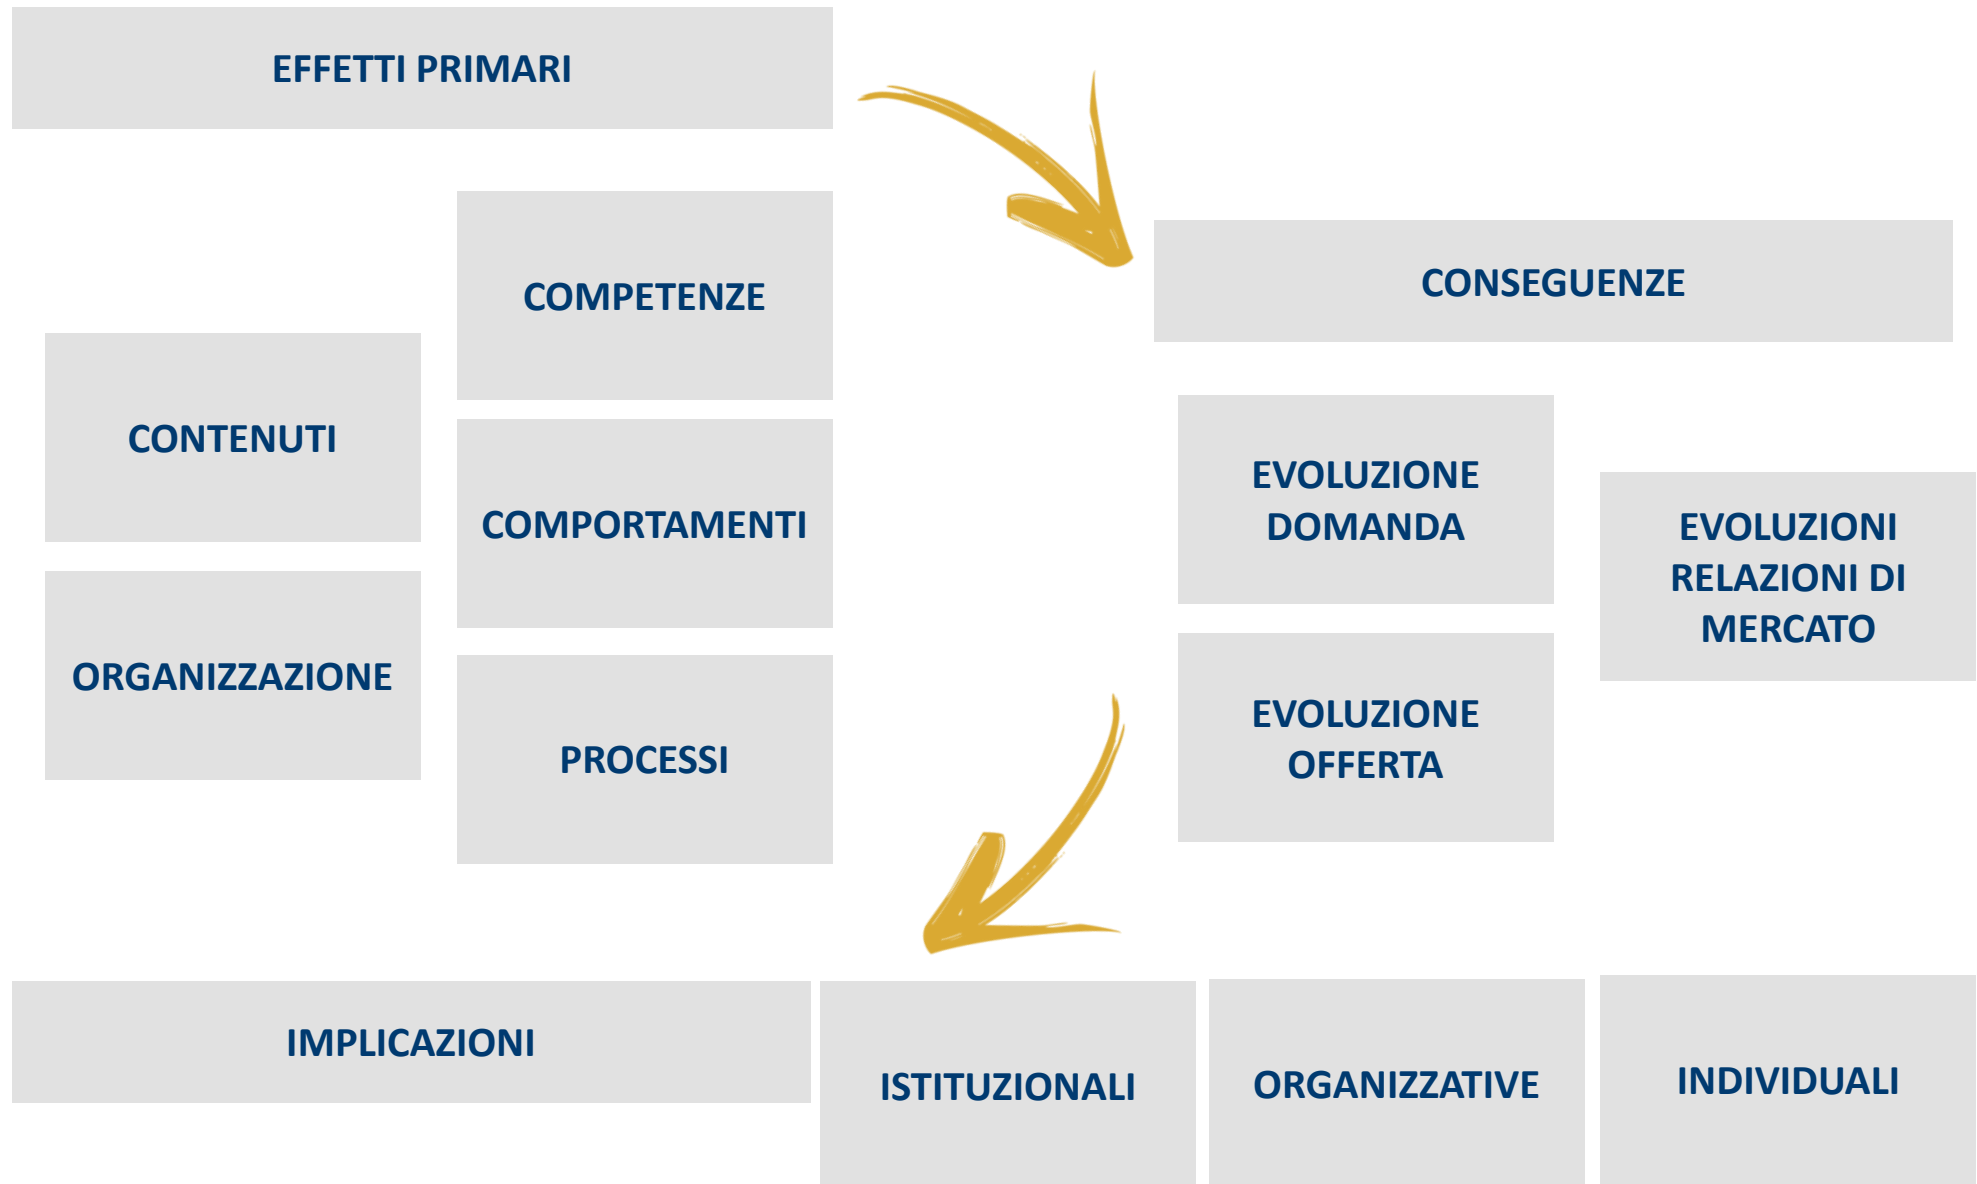 EFFETTI PRIMARI
COMPETENZE
CONTENUTI
COMPORTAMENTI
ORGANIZZAZIONE
PROCESSI
CONSEGUENZE
EVOLUZIONE
DOMANDA
EVOLUZIONI
RELAZIONI DI
MERCATO
EVOLUZIONE
OFFERTA
IMPLICAZIONI
ISTITUZIONALI
ORGANIZZATIVE
INDIVIDUALI